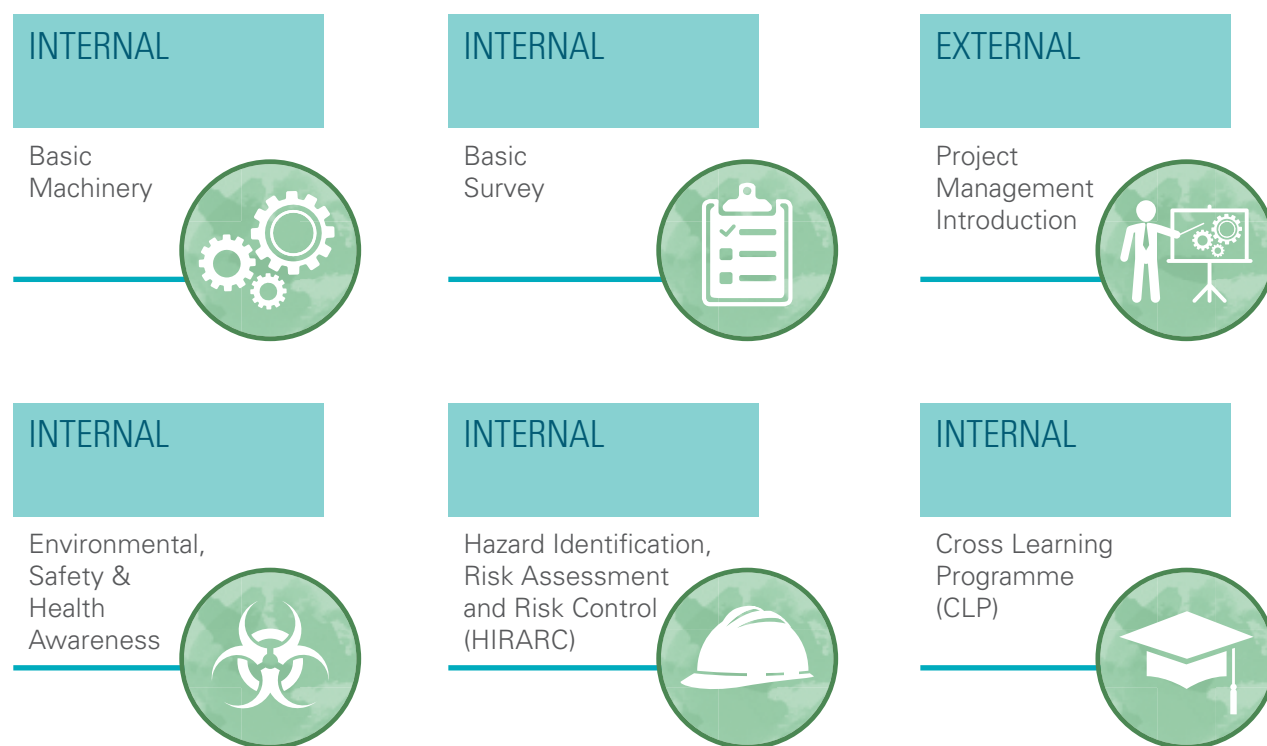 INTERNAL
Basic
Machinery
INTERNAL
Basic
Survey
EXTERNAL
Project
Management
Introduction
INTERNAL
Environmental,
Safety &
Health
Awareness
INTERNAL
Hazard Identification,
Risk Assessment
and Risk Control
(HIRARC)
INTERNAL
Cross Learning
Programme
(CLP)